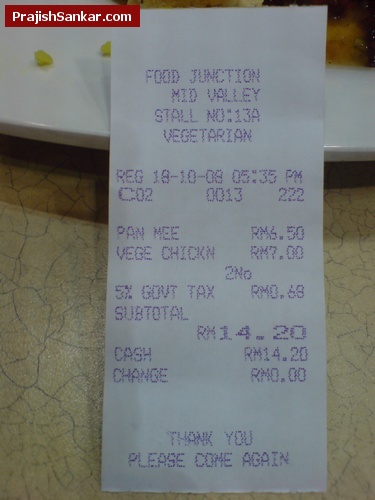 PrajishSankar.com
FOOD JUNCTION
MID VALLEY
STALL NO:13A
VEGETARIAN
REG 18-10-08 05:35 PM
C02 0013 222
PAN MEE RM6.50
VEGE CHICKN RM7.00
2No
5% GOVT TAX RM0.68
SUBTOTAL
RM14.20
CASH RM14.20
CHANGE RM0.00
THANK YOU
PLEASE COME AGAIN